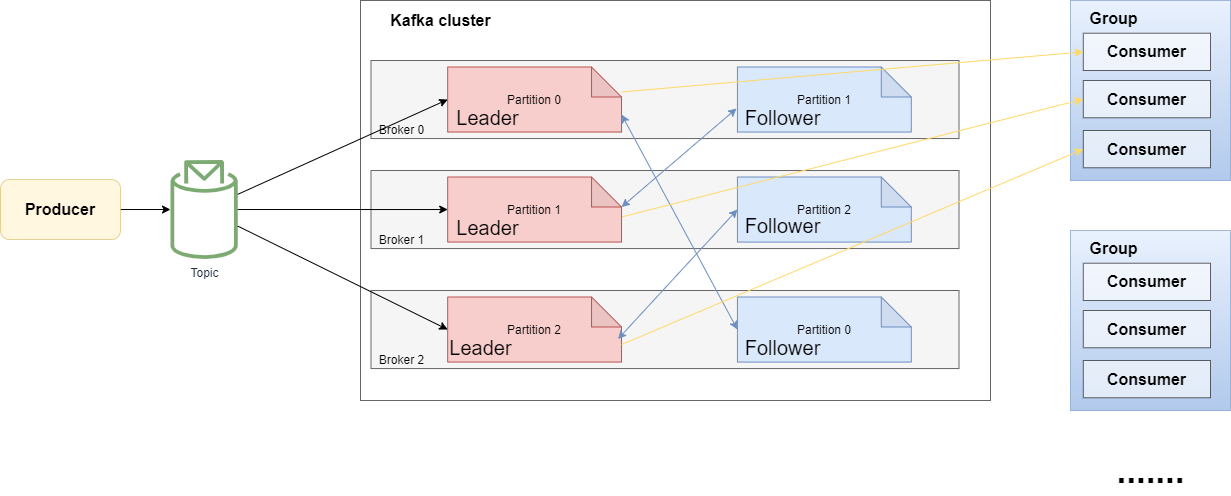 Kafka cluster
Group
Consumer
Consumer
Consumer
Partition 0
Leader
Broker 0
Partition 1
Follower
Producer
Topic
Partition 1
Leader
Broker 1
Partition 2
Follower
Group
Consumer
Consumer
Consumer
Partition 2
Leader
Broker 2
Partition 0
Follower
.......